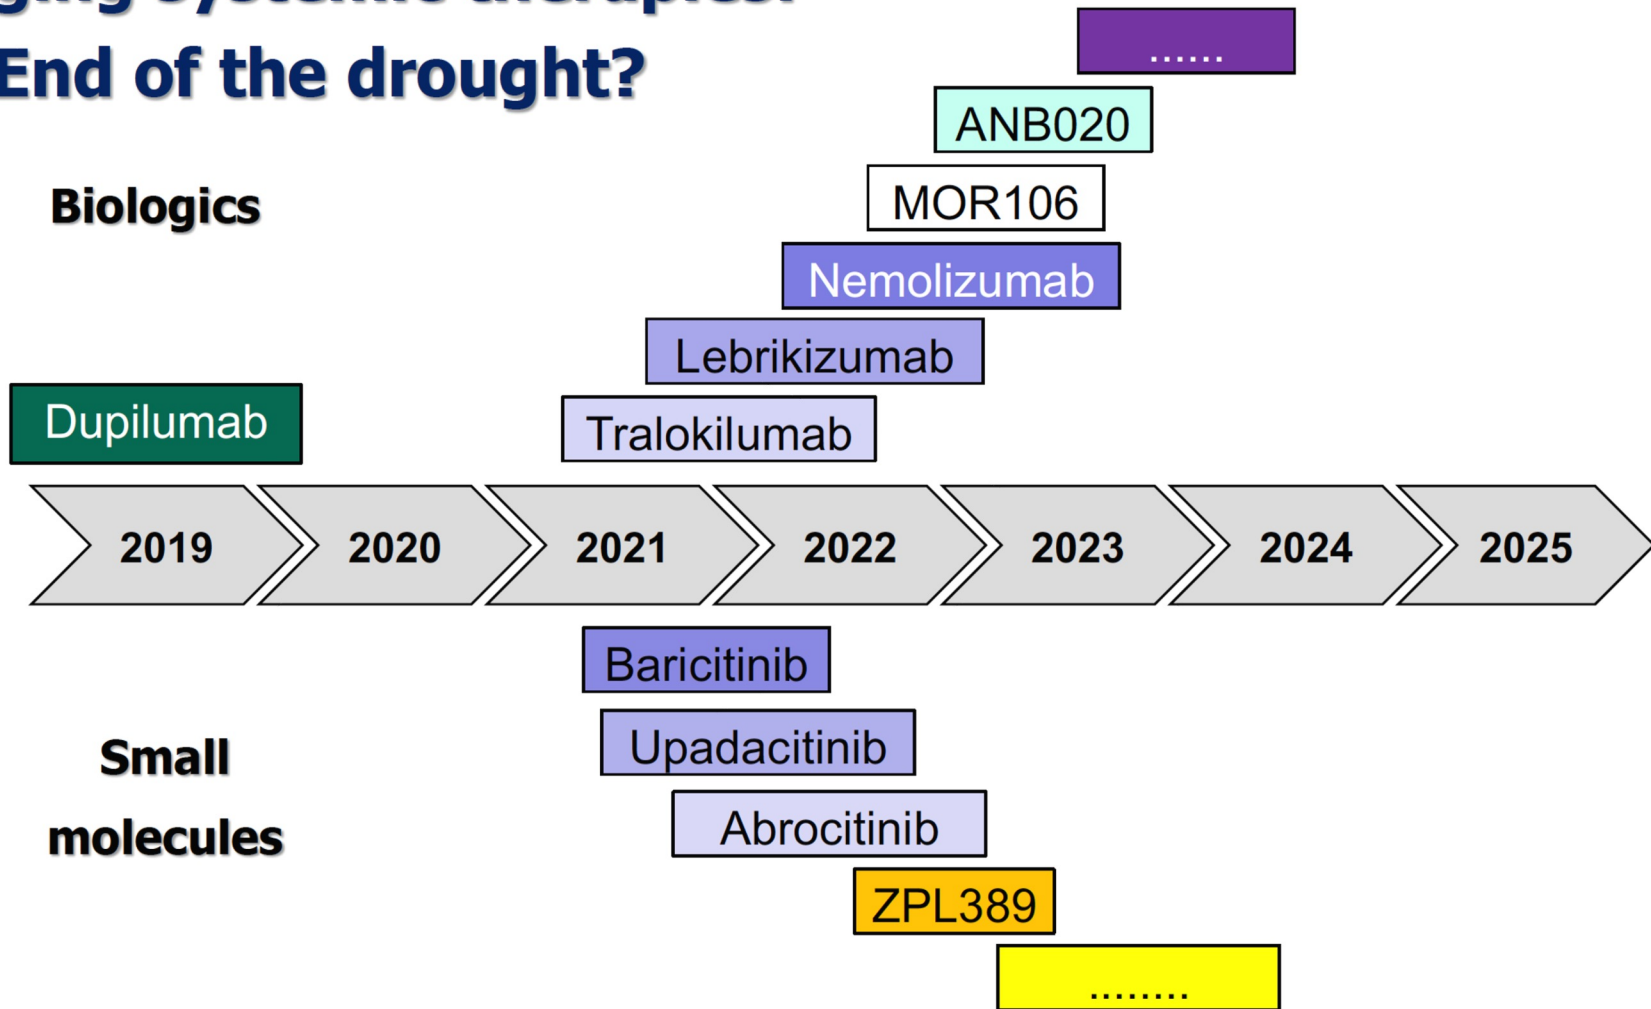 End of the drought?
......
ANB020
Biologics
MOR106
Nemolizumab
Lebrikizumab
Dupilumab
Tralokilumab
2019 2020 2021 2022 2023 2024 2025
Baricitinib
Upadacitinib
Small
molecules
Abrocitinib
ZPL389
........